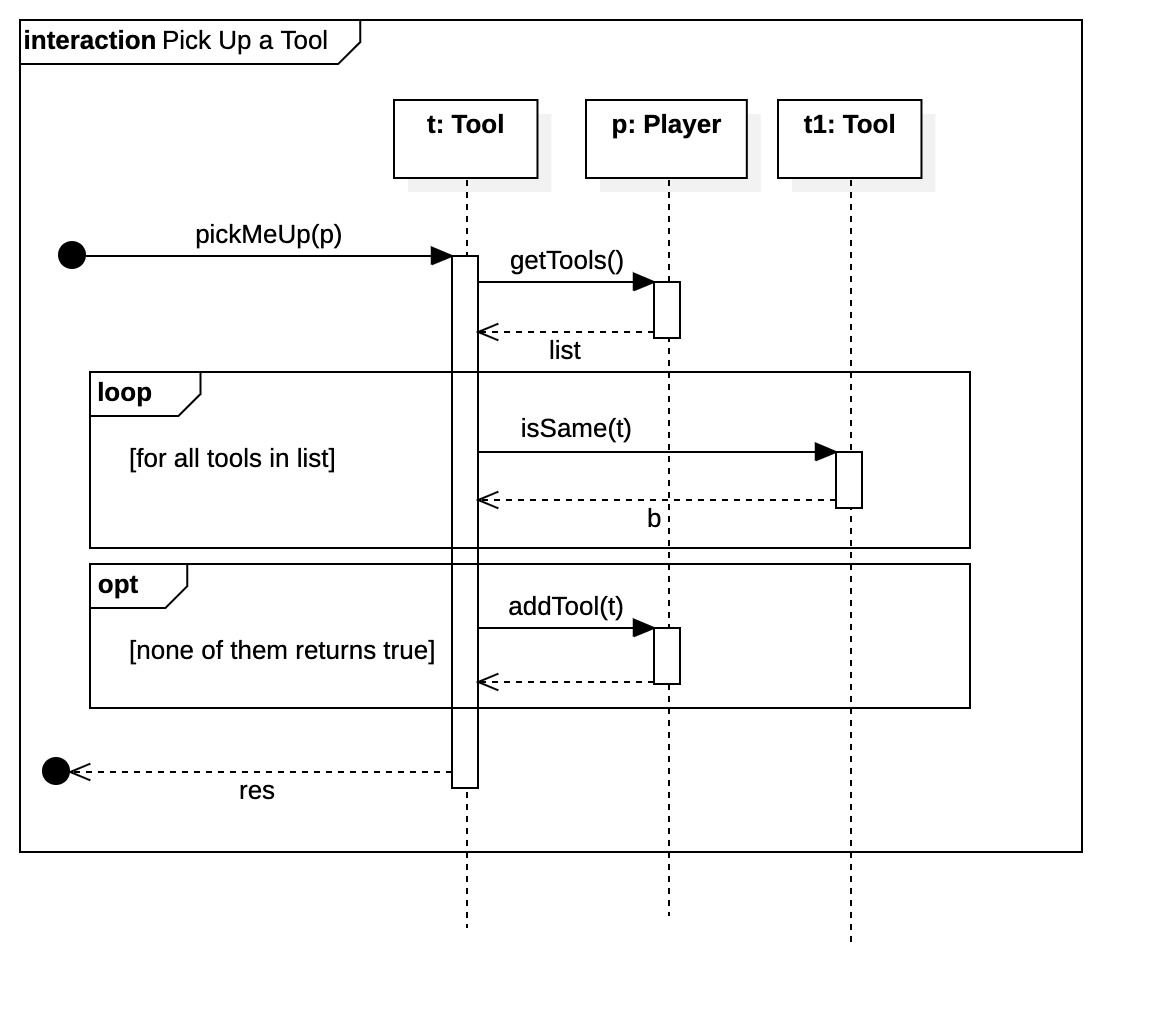 interaction Pick Up a Tool
t: Tool
p: Player
t1: Tool
pickMeUp(p)
getTools()
list
loop
isSame(t)
[for all tools in list]
b
opt
addTool(t)
[none of them returns true]
res